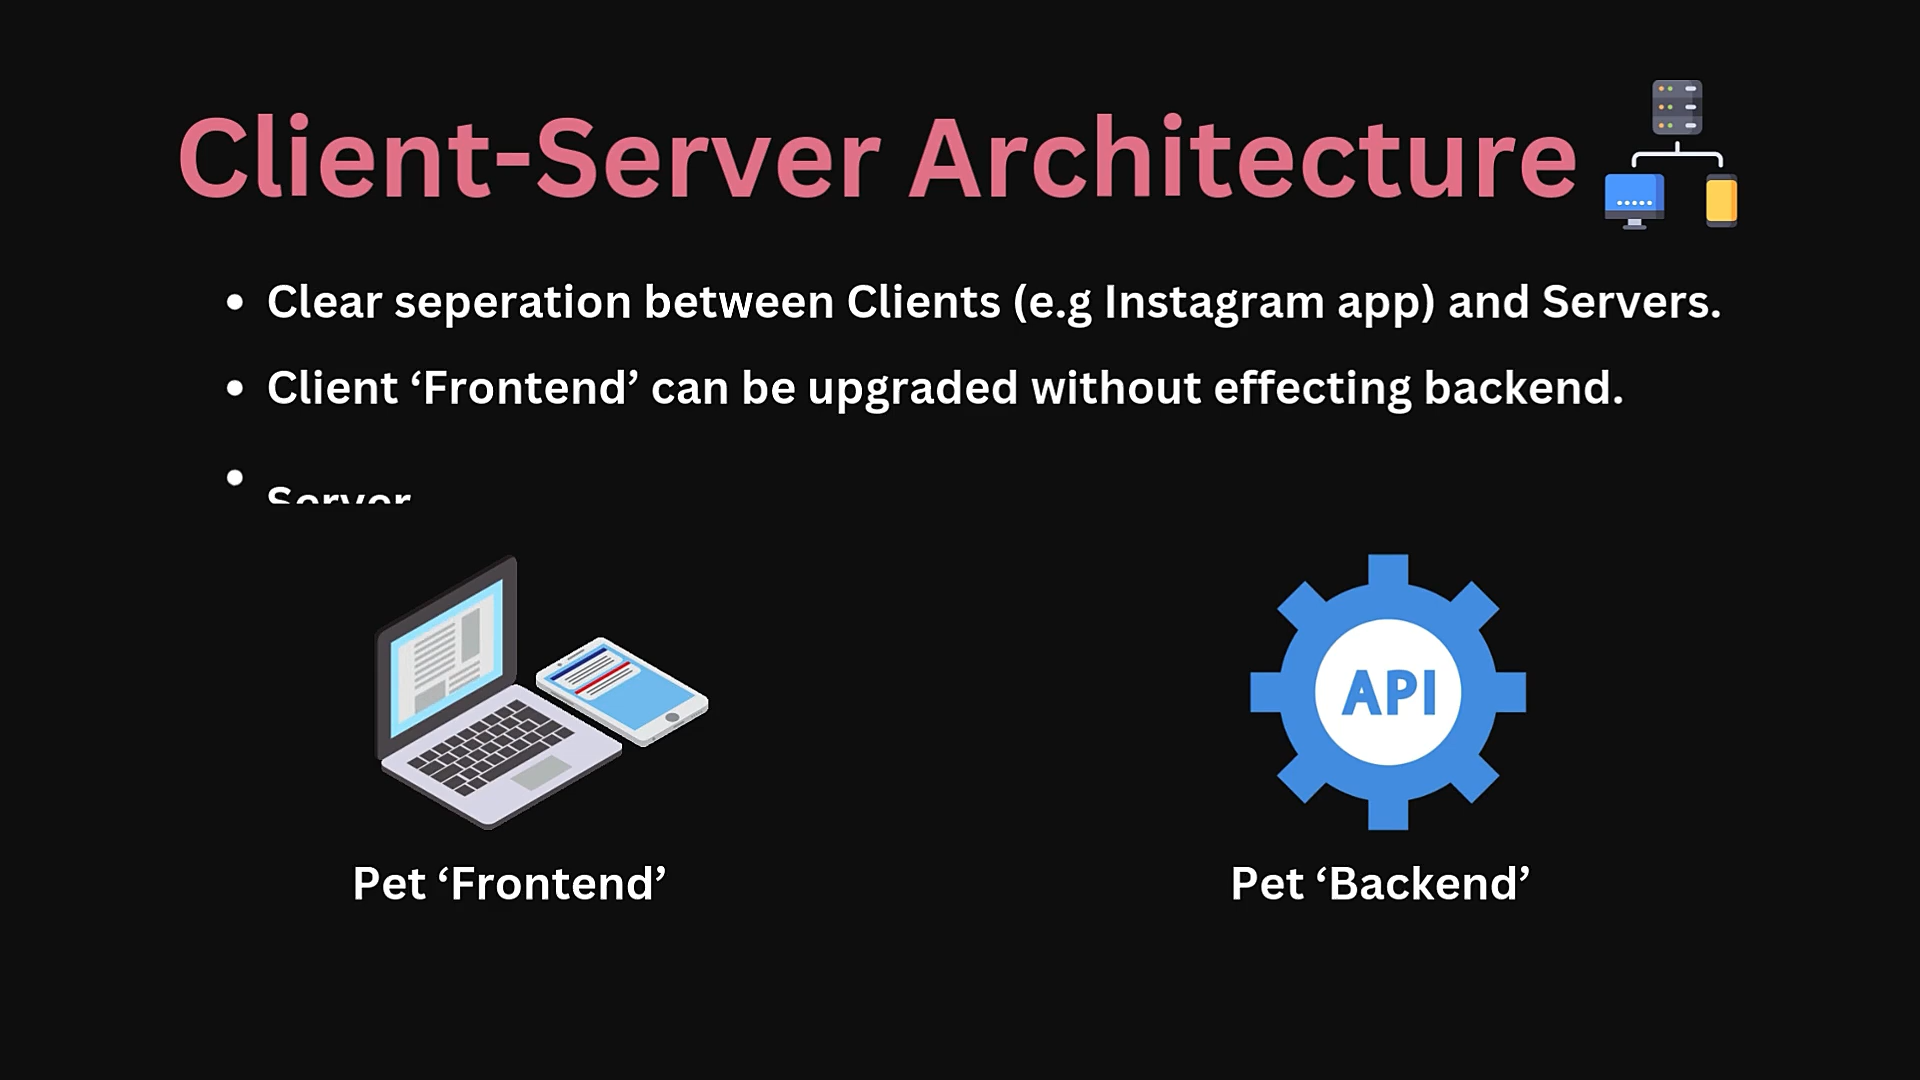 Client-Server Architecture
• Clear seperation between Clients (e.g Instagram app) and Servers.
• Client ‘Frontend’ can be upgraded without effecting backend.
• Server
API
Pet ‘Frontend’
Pet ‘Backend’